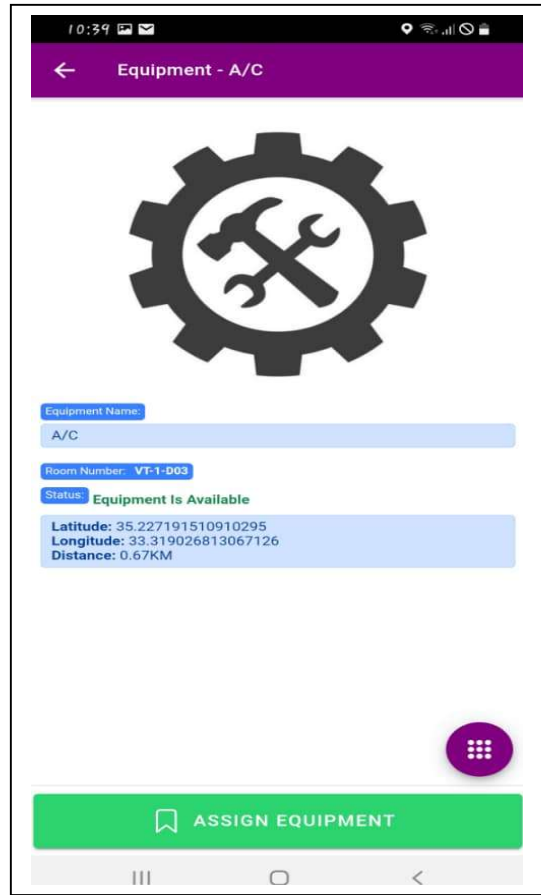 10:39
Equipment - A/C
Equipment Name:
A/C
Room Number: VT-1-D03
Status: Equipment Is Available
Latitude: 35.227191510910295
Longitude: 33.319026813067126
Distance: 0.67KM
ASSIGN EQUIPMENT